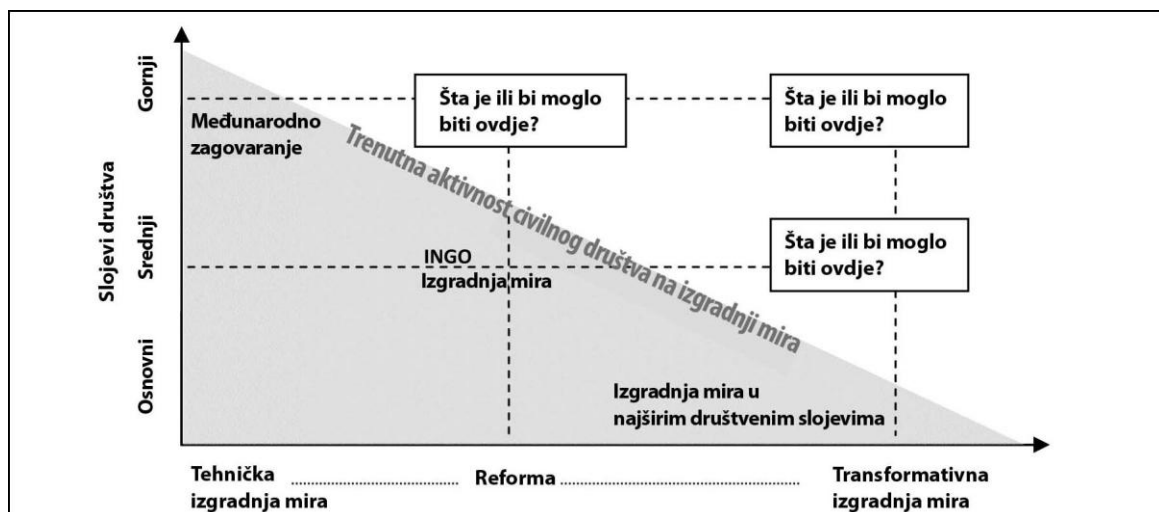 Slojevi društva
Gornji
Srednji
Osnovni
Šta je ili bi moglo
biti ovdje?
Šta je ili bi moglo
biti ovdje?
Međunarodno
zagovaranje
Trenutna aktivnost civilnog društva na izgradnji mira
Šta je ili bi moglo
biti ovdje?
INGO
Izgradnja mira
Izgradnja mira u
najširim društvenim slojevima
Tehnička
izgradnja mira
Reforma
Transformativna
izgradnja mira